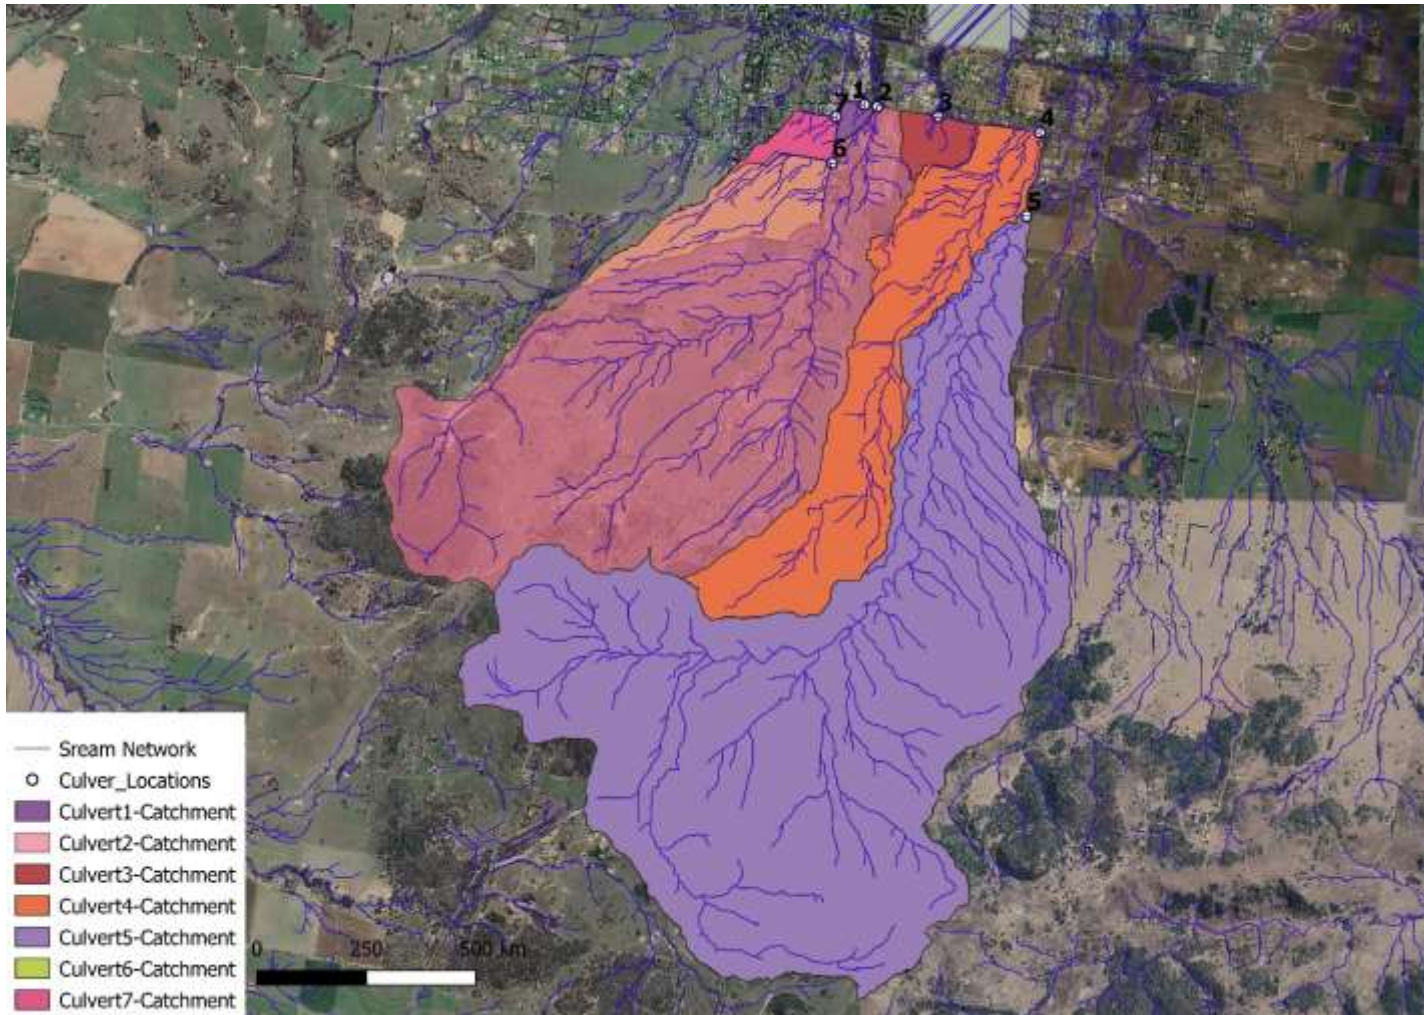 1 2
7
3
4
6
5
Sream Network
Culver_Locations
Culvert1-Catchment
Culvert2-Catchment
Culvert3-Catchment
Culvert4-Catchment
Culvert5-Catchment
Culvert6-Catchment
Culvert7-Catchment
0 250 500 km